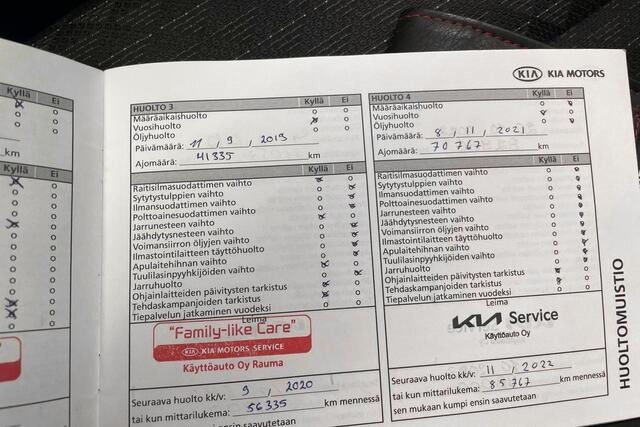 Kyllä Ei
km
Kyllä Ei
KIA KIA MOTORS
HUOLTO 3 Kyllä Ei
Määräaikaishuolto
Vuosihuolto
Öljyhuolto
Päivämäärä: 11, 9, 2019
Ajomäärä: 41335 km
Kyllä Ei
Raitisilmasuodattimen vaihto
Sytytystulppien vaihto
Ilmansuodattimen vaihto
Polttoainesuodattimen vaihto
Jarrunesteen vaihto
Jäähdytysnesteen vaihto
Voimansiirron öljyjen vaihto
Ilmastointilaitteen täyttöhuolto
Apulaitehihnan vaihto
Tuulilasinpyyhkijöiden vaihto
Jarruhuolto
Ohjainlaitteiden päivitysten tarkistus
Tehdaskampanjoiden tarkistus
Tiepalvelun jatkaminen vuodeksi
Leima
"Family-like Care"
KIA KIA MOTORS SERVICE
Käyttöauto Oy Rauma
Seuraava huolto kk/v: 9, 2020
tai kun mittarilukema: 56335 km mennessä
sen mukaan kumpi ensin saavutetaan
HUOLTO 4 Kyllä Ei
Määräaikaishuolto
Vuosihuolto
Öljyhuolto
Päivämäärä: 8, 11, 2021
Ajomäärä: 70767 km
Kyllä Ei
Raitisilmasuodattimen vaihto
Sytytystulppien vaihto
Ilmansuodattimen vaihto
Polttoainesuodattimen vaihto
Jarrunesteen vaihto
Jäähdytysnesteen vaihto
Voimansiirron öljyjen vaihto
Ilmastointilaitteen täyttöhuolto
Apulaitehihnan vaihto
Tuulilasinpyyhkijöiden vaihto
Jarruhuolto
Ohjainlaitteiden päivitysten tarkistus
Tehdaskampanjoiden tarkistus
Tiepalvelun jatkaminen vuodeksi
Leima
KIA Service
Käyttöauto Oy
Seuraava huolto kk/v: 11, 2022
tai kun mittarilukema: 85767 km mennessä
sen mukaan kumpi ensin saavutetaan
HUOLTOMUISTIO